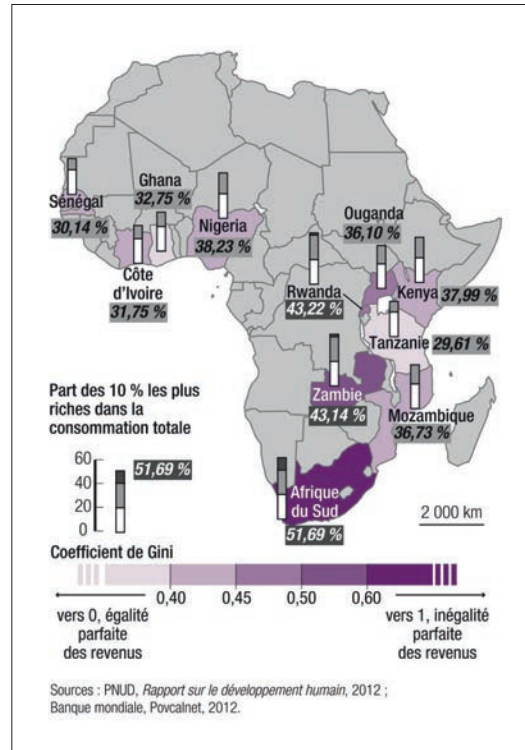 Ghana
32,75 %
Sénégal
30,14 %
Nigeria
38,23 %
Ouganda
36,10 %
Côte
d'Ivoire
31,75 %
Rwanda
43,22 %
Kenya
37,99 %
Tanzanie
29,61 %
Zambie
43,14 %
Mozambique
36,73 %
Afrique
du Sud
51,69 %
2 000 km
Part des 10 % les plus
riches dans la
consommation totale
60
40
20
0
51,69 %
Coefficient de Gini
0,40
0,45
0,50
0,60
vers 0, égalité
parfaite
des revenus
vers 1, inégalité
parfaite
des revenus
Sources : PNUD, Rapport sur le développement humain, 2012 ;
Banque mondiale, Povcalnet, 2012.